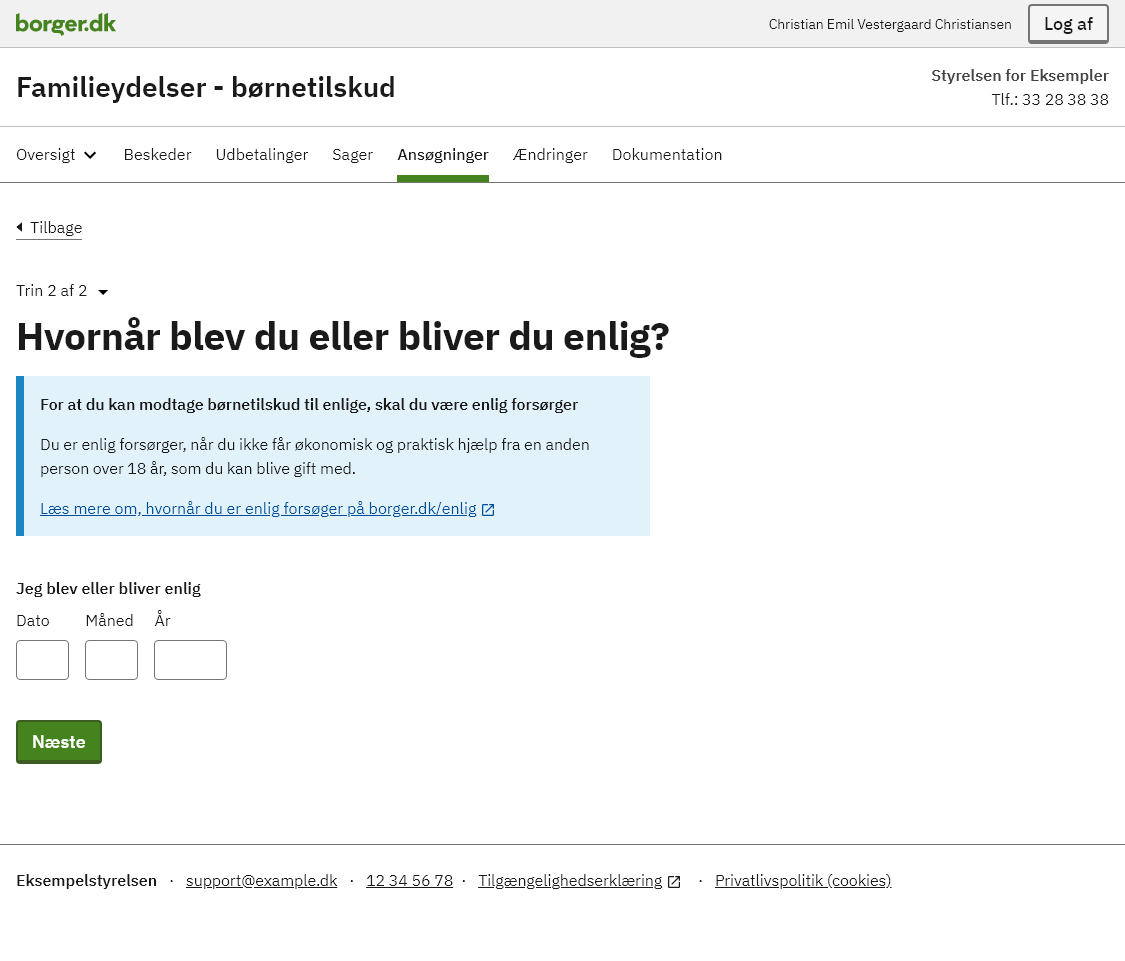 borger.dk
Christian Emil Vestergaard Christiansen
Log af
Familieydelser - børnetilskud
Styrelsen for Eksempler
Tlf.: 33 28 38 38
Oversigt Beskeder Udbetalinger Sager Ansøgninger Ændringer Dokumentation
Tilbage
Trin 2 af 2
Hvornår blev du eller bliver du enlig?
For at du kan modtage børnetilskud til enlige, skal du være enlig forsørger
Du er enlig forsørger, når du ikke får økonomisk og praktisk hjælp fra en anden
person over 18 år, som du kan blive gift med.
Læs mere om, hvornår du er enlig forsøger på borger.dk/enlig
Jeg blev eller bliver enlig
Dato Måned År
Næste
Eksempelstyrelsen · support@example.dk · 12 34 56 78 · Tilgængelighedserklæring · Privatlivspolitik (cookies)